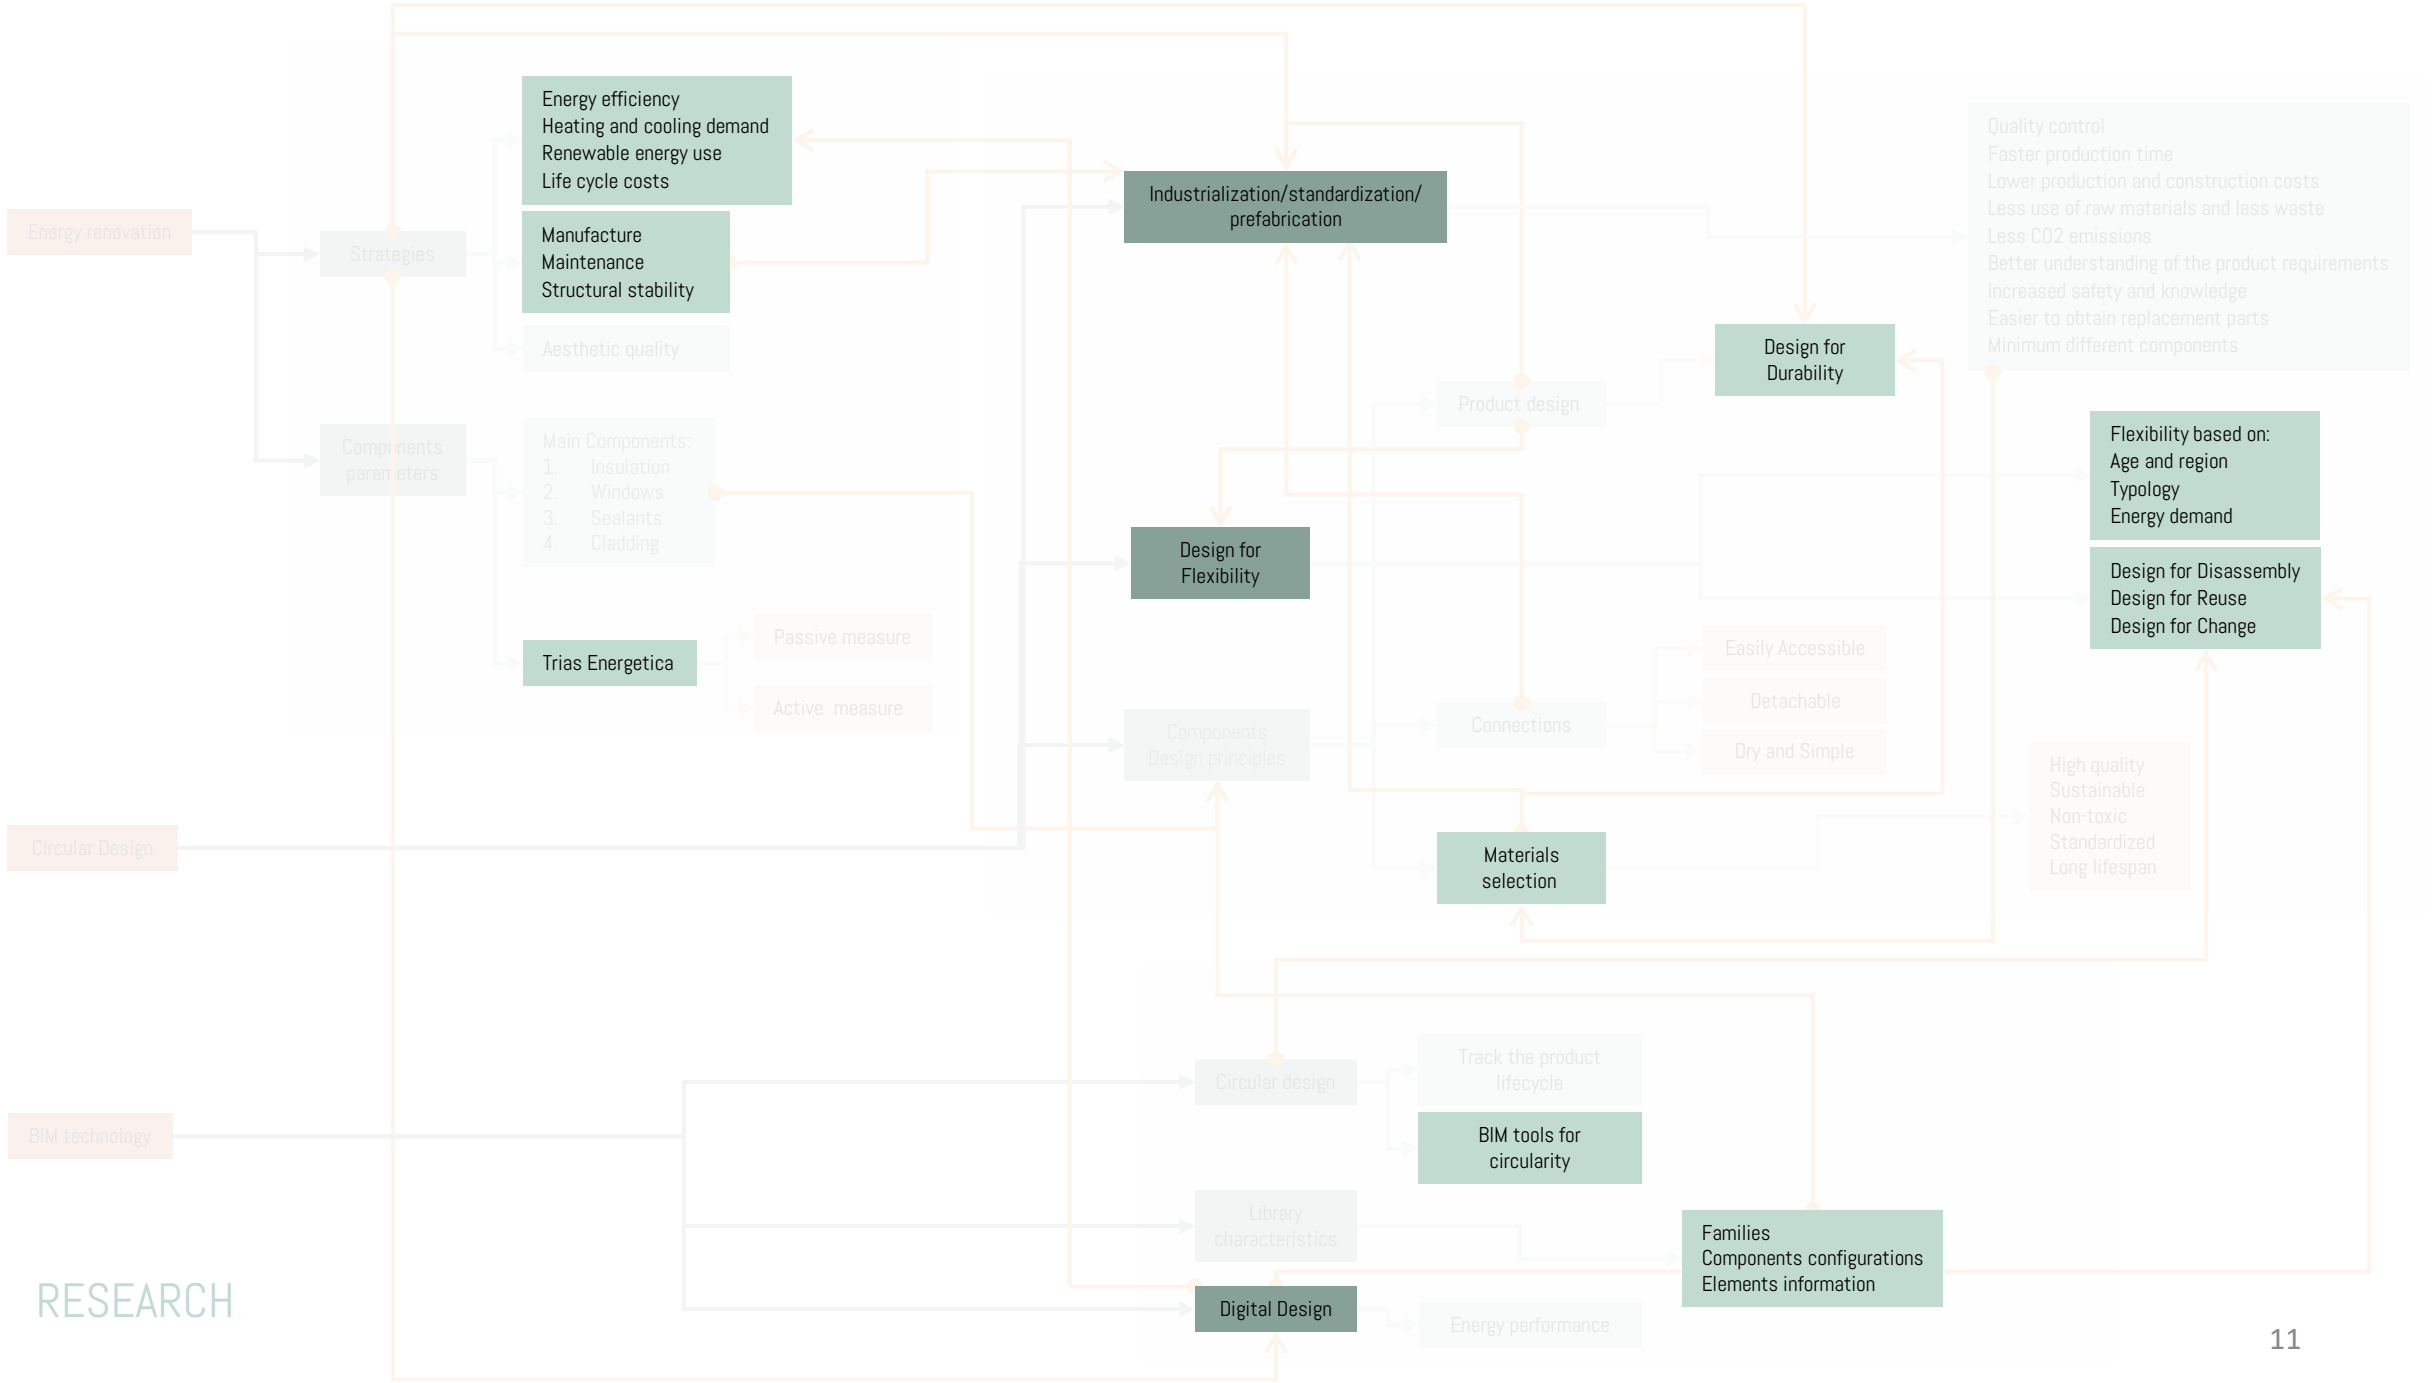 Energy efficiency
Heating and cooling demand
Renewable energy use
Life cycle costs
Energy renovation
Strategies
Manufacture
Maintenance
Structural stability
Aesthetic quality
Components
parameters
Main Components:
1. Insulation
2. Windows
3. Sealants
4. Cladding
Trias Energetica
Passive measure
Active measure
Industrialization/standardization/
prefabrication
Quality control
Faster production time
Lower production and construction costs
Less use of raw materials and less waste
Less CO2 emissions
Better understanding of the product requirements
Increased safety and knowledge
Easier to obtain replacement parts
Minimum different components
Design for
Durability
Product design
Flexibility based on:
Age and region
Typology
Energy demand
Design for
Flexibility
Design for Disassembly
Design for Reuse
Design for Change
Easily Accessible
Detachable
Dry and Simple
Connections
Components
Design principles
High quality
Sustainable
Non-toxic
Standardized
Long lifespan
Circular Design
Materials
selection
BIM technology
Circular design
Track the product
lifecycle
BIM tools for
circularity
Library
characteristics
Families
Components configurations
Elements information
Digital Design
Energy performance
RESEARCH
11